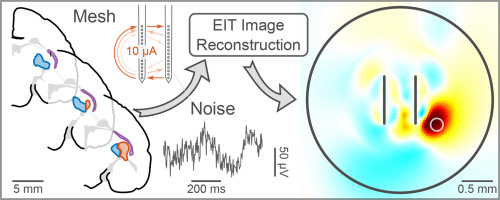 Mesh
10 µA
EIT Image
Reconstruction
Noise
50 µV
5 mm
200 ms
0.5 mm